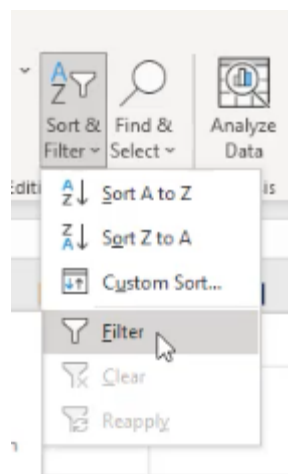 Sort & Find & Analyze
Filter Select Data
Sort A to Z
Sort Z to A
Custom Sort...
Filter
Clear
Reapply